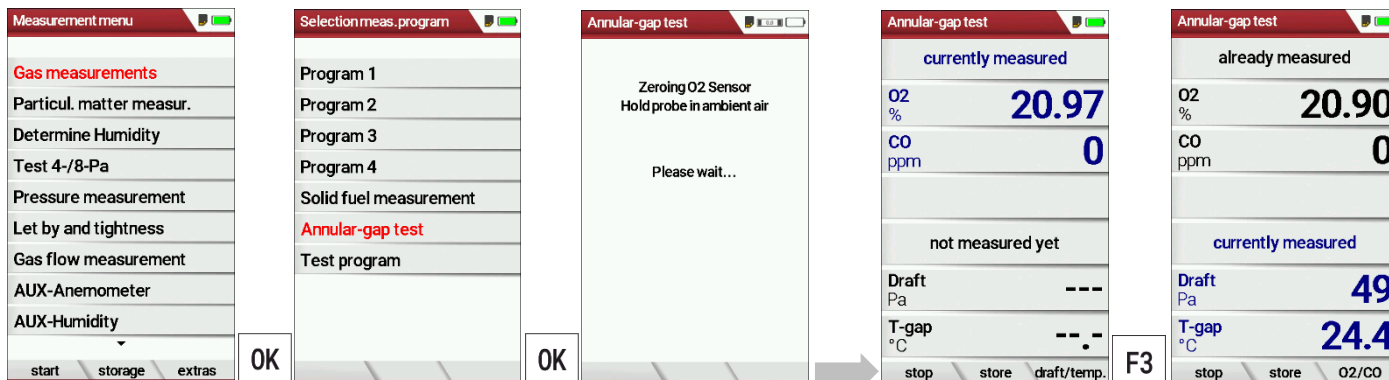 Measurement menu
Gas measurements
Particul. matter measur.
Determine Humidity
Test 4-/8-Pa
Pressure measurement
Let by and tightness
Gas flow measurement
AUX-Anemometer
AUX-Humidity
start storage extras
OK
Selection meas.program
Program 1
Program 2
Program 3
Program 4
Solid fuel measurement
Annular-gap test
Test program
OK
Annular-gap test
0.0
Zeroing O2 Sensor
Hold probe in ambient air
Please wait...
Annular-gap test
currently measured
O2 20.97
%
CO 0
ppm
not measured yet
Draft ---
Pa
T-gap --.-
°C
stop store draft/temp.
F3
Annular-gap test
already measured
O2 20.90
%
CO 0
ppm
currently measured
Draft 49
Pa
T-gap 24.4
°C
stop store O2/CO